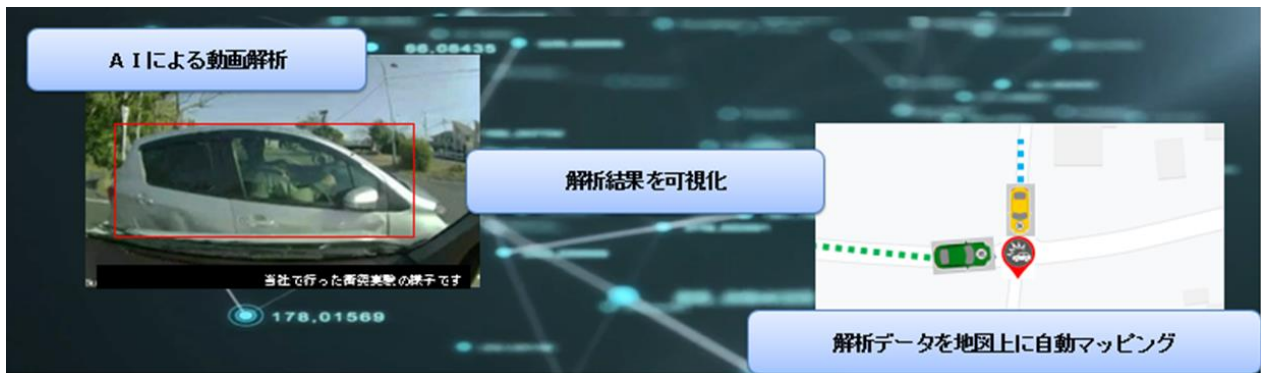 AIによる動画解析
66.08435
解析結果を可視化
当社で行った衝突実験の様子です
178,01569
解析データを地図上に自動マッピング